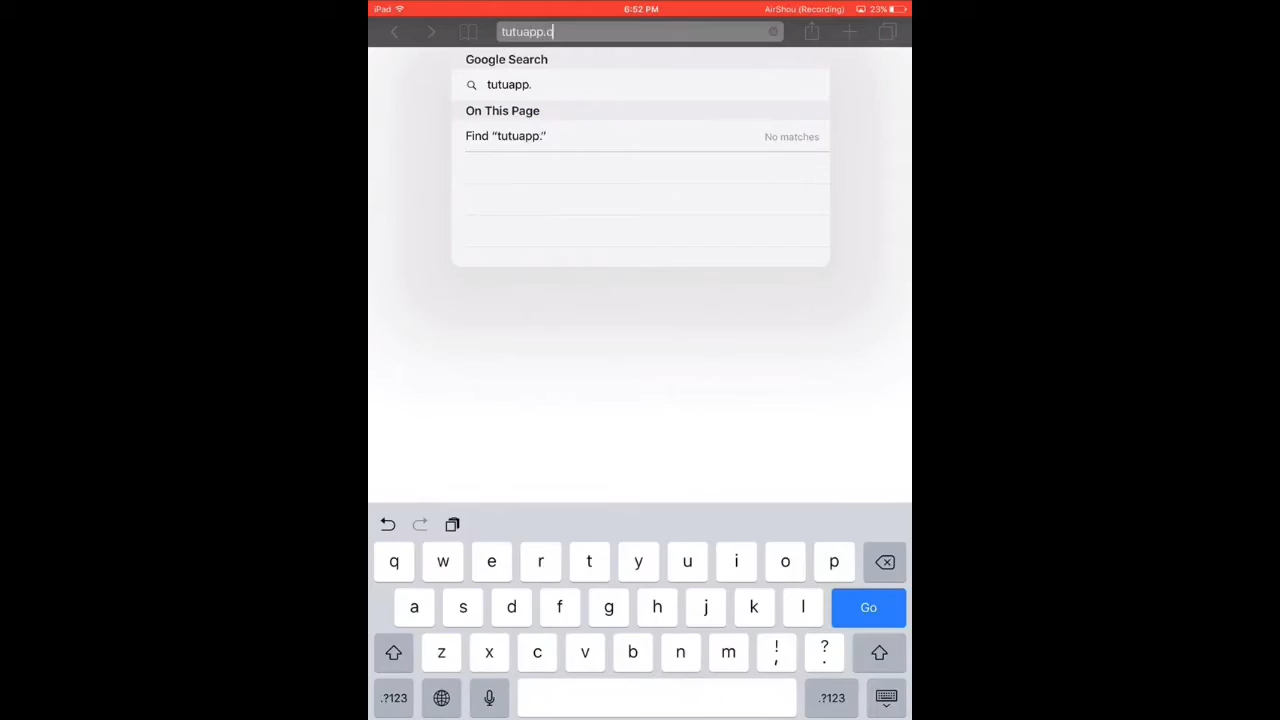 iPad
6:52 PM
AirShou (Recording)
23%
tutuapp.c
Google Search
tutuapp.
On This Page
Find “tutuapp.”
No matches
q w e r t y u i o p
a s d f g h j k l Go
z x c v b n m ! , ? .
.?123 .?123